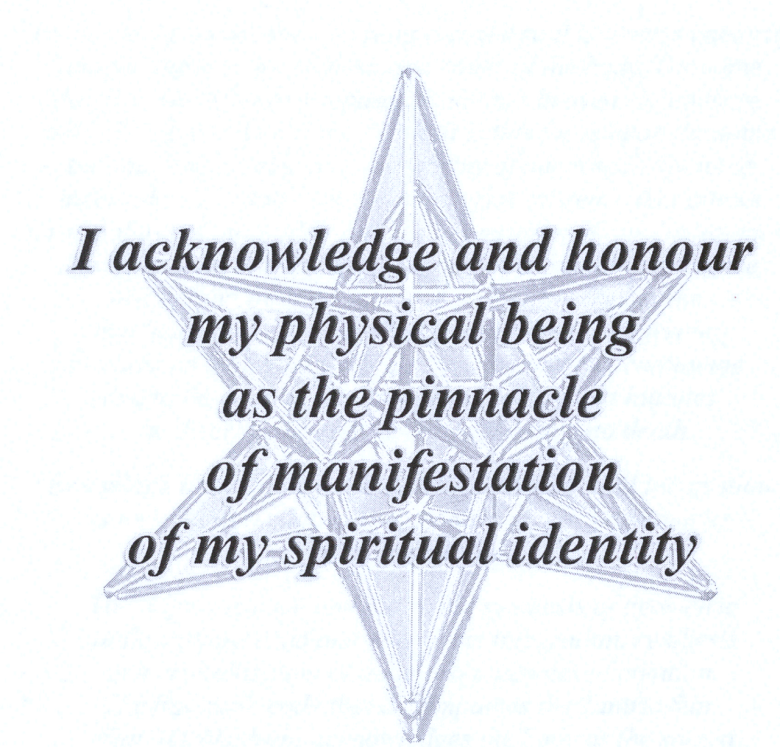 I acknowledge and honour
my physical being
as the pinnacle
of manifestation
of my spiritual identity